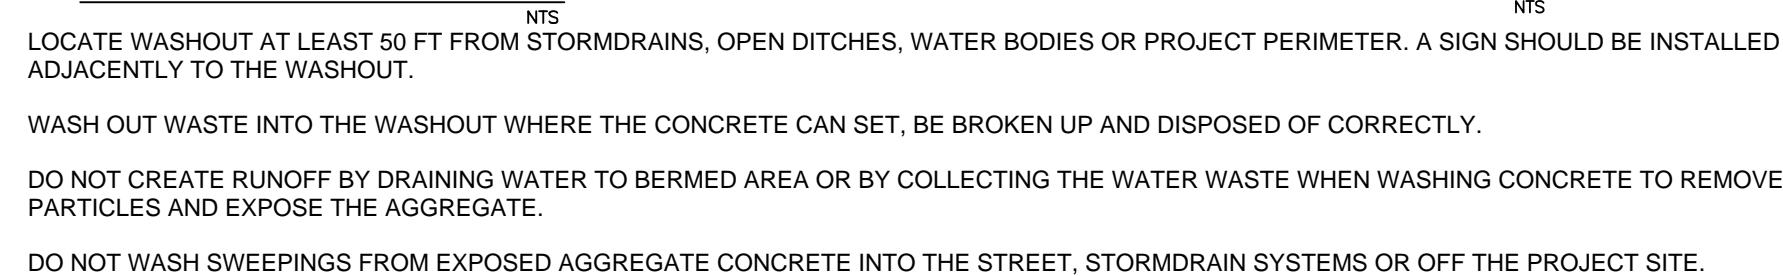 NTS
NTS
LOCATE WASHOUT AT LEAST 50 FT FROM STORMDRAINS, OPEN DITCHES, WATER BODIES OR PROJECT PERIMETER. A SIGN SHOULD BE INSTALLED
ADJACENTLY TO THE WASHOUT.
WASH OUT WASTE INTO THE WASHOUT WHERE THE CONCRETE CAN SET, BE BROKEN UP AND DISPOSED OF CORRECTLY.
DO NOT CREATE RUNOFF BY DRAINING WATER TO BERMED AREA OR BY COLLECTING THE WATER WASTE WHEN WASHING CONCRETE TO REMOVE
PARTICLES AND EXPOSE THE AGGREGATE.
DO NOT WASH SWEEPINGS FROM EXPOSED AGGREGATE CONCRETE INTO THE STREET, STORMDRAIN SYSTEMS OR OFF THE PROJECT SITE.